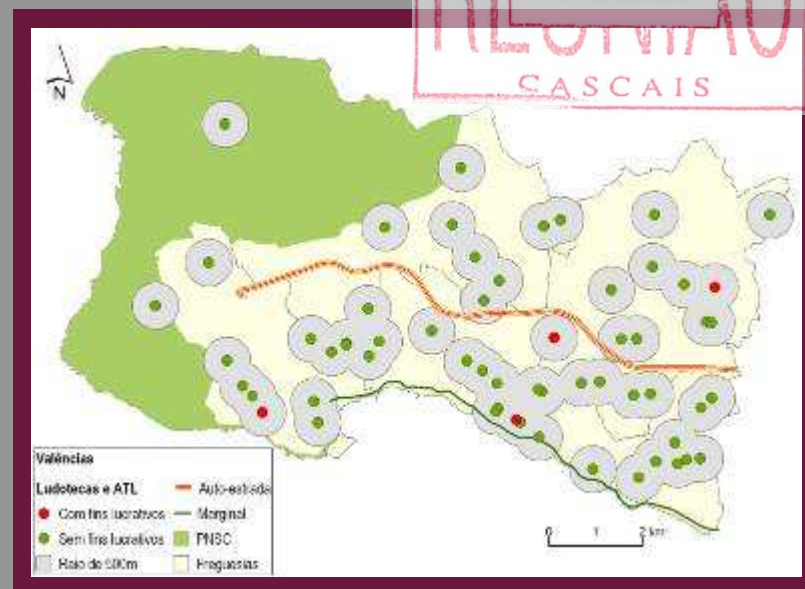 REUNIÃO
CASCAIS
N
Valências
Ludotecas e ATL
Com fins lucrativos
Sem fins lucrativos
Raio de 500m
Auto-estrada
Marginal
PNSC
Freguesias
0 1 2 km